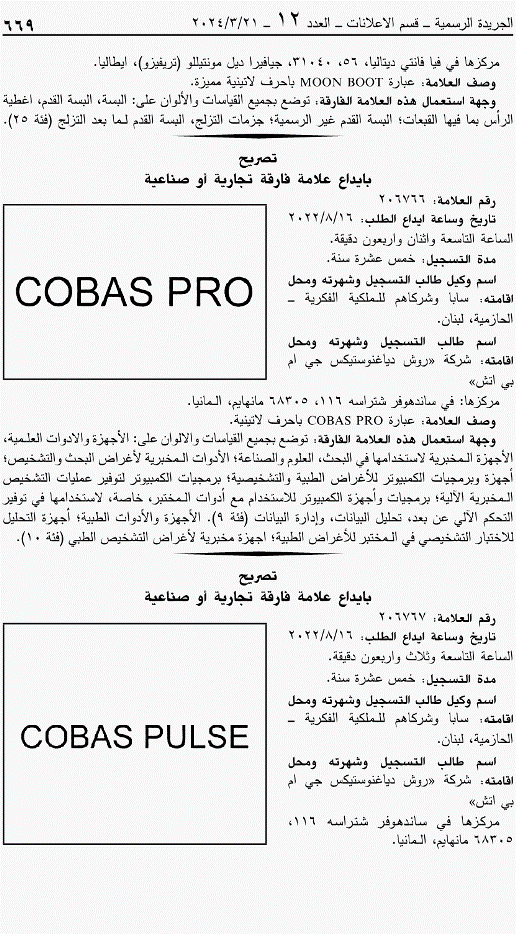 الجريدة الرسمية ــ قسم الاعلانات ــ العدد ١٢ ــ ٢٠٢٤/٣/٢١
٦٦٩
مركزها في فيا فانتي ديتاليا، ٥٦، ٣١٠٤٠، جيافيرا ديل مونتيللو (تريفيزو)، ايطاليا.
وصف العلامة: عبارة MOON BOOT باحرف لاتينية مميزة.
وجهة استعمال هذه العلامة الفارقة: توضع بجميع القياسات والألوان على: البسة، البسة القدم، اغطية
الرأس بما فيها القبعات؛ البسة القدم غير الرسمية؛ جزمات التزلج، البسة القدم لما بعد التزلج (فئة ٢٥).
تصريح
بايداع علامة فارقة تجارية أو صناعية
رقم العلامة: ٢٠٦٧٦٦
تاريخ وساعة ايداع الطلب: ٢٠٢٢/٨/١٦
الساعة التاسعة واثنان واربعون دقيقة.
مدة التسجيل: خمس عشرة سنة.
اسم وكيل طالب التسجيل وشهرته ومحل
اقامته: سابا وشركاهم للملكية الفكرية ــ
الحازمية، لبنان.
اسم طالب التسجيل وشهرته ومحل
اقامته: شركة «روش دياغنوستيكس جي ام
بي اتش»
COBAS PRO
مركزها: في ساندهوفر شتراسه ١١٦، ٦٨٣٠٥ مانهايم، المانيا.
وصف العلامة: عبارة COBAS PRO باحرف لاتينية.
وجهة استعمال هذه العلامة الفارقة: توضع بجميع القياسات والالوان على: الأجهزة والادوات العلمية،
الأجهزة المخبرية لاستخدامها في البحث، العلوم والصناعة؛ الأدوات المخبرية لأغراض البحث والتشخيص؛
أجهزة وبرمجيات الكمبيوتر للأغراض الطبية والتشخيصية؛ برمجيات الكمبيوتر لتوفير عمليات التشخيص
المخبرية الآلية؛ برمجيات وأجهزة الكمبيوتر للاستخدام مع أدوات المختبر، خاصة، لاستخدامها في توفير
التحكم الآلي عن بعد، تحليل البيانات، وإدارة البيانات (فئة ٩). الأجهزة والأدوات الطبية؛ أجهزة التحليل
للاختبار التشخيصي في المختبر للأغراض الطبية؛ اجهزة مخبرية لأغراض التشخيص الطبي (فئة ١٠).
تصريح
بايداع علامة فارقة تجارية أو صناعية
رقم العلامة: ٢٠٦٧٦٧
تاريخ وساعة ايداع الطلب: ٢٠٢٢/٨/١٦
الساعة التاسعة وثلاث واربعون دقيقة.
مدة التسجيل: خمس عشرة سنة.
اسم وكيل طالب التسجيل وشهرته ومحل
اقامته: سابا وشركاهم للملكية الفكرية ــ
الحازمية، لبنان.
اسم طالب التسجيل وشهرته ومحل
اقامته: شركة «روش دياغنوستيكس جي ام
بي اتش»
مركزها في ساندهوفر شتراسه ١١٦،
٦٨٣٠٥ مانهايم، المانيا.
COBAS PULSE